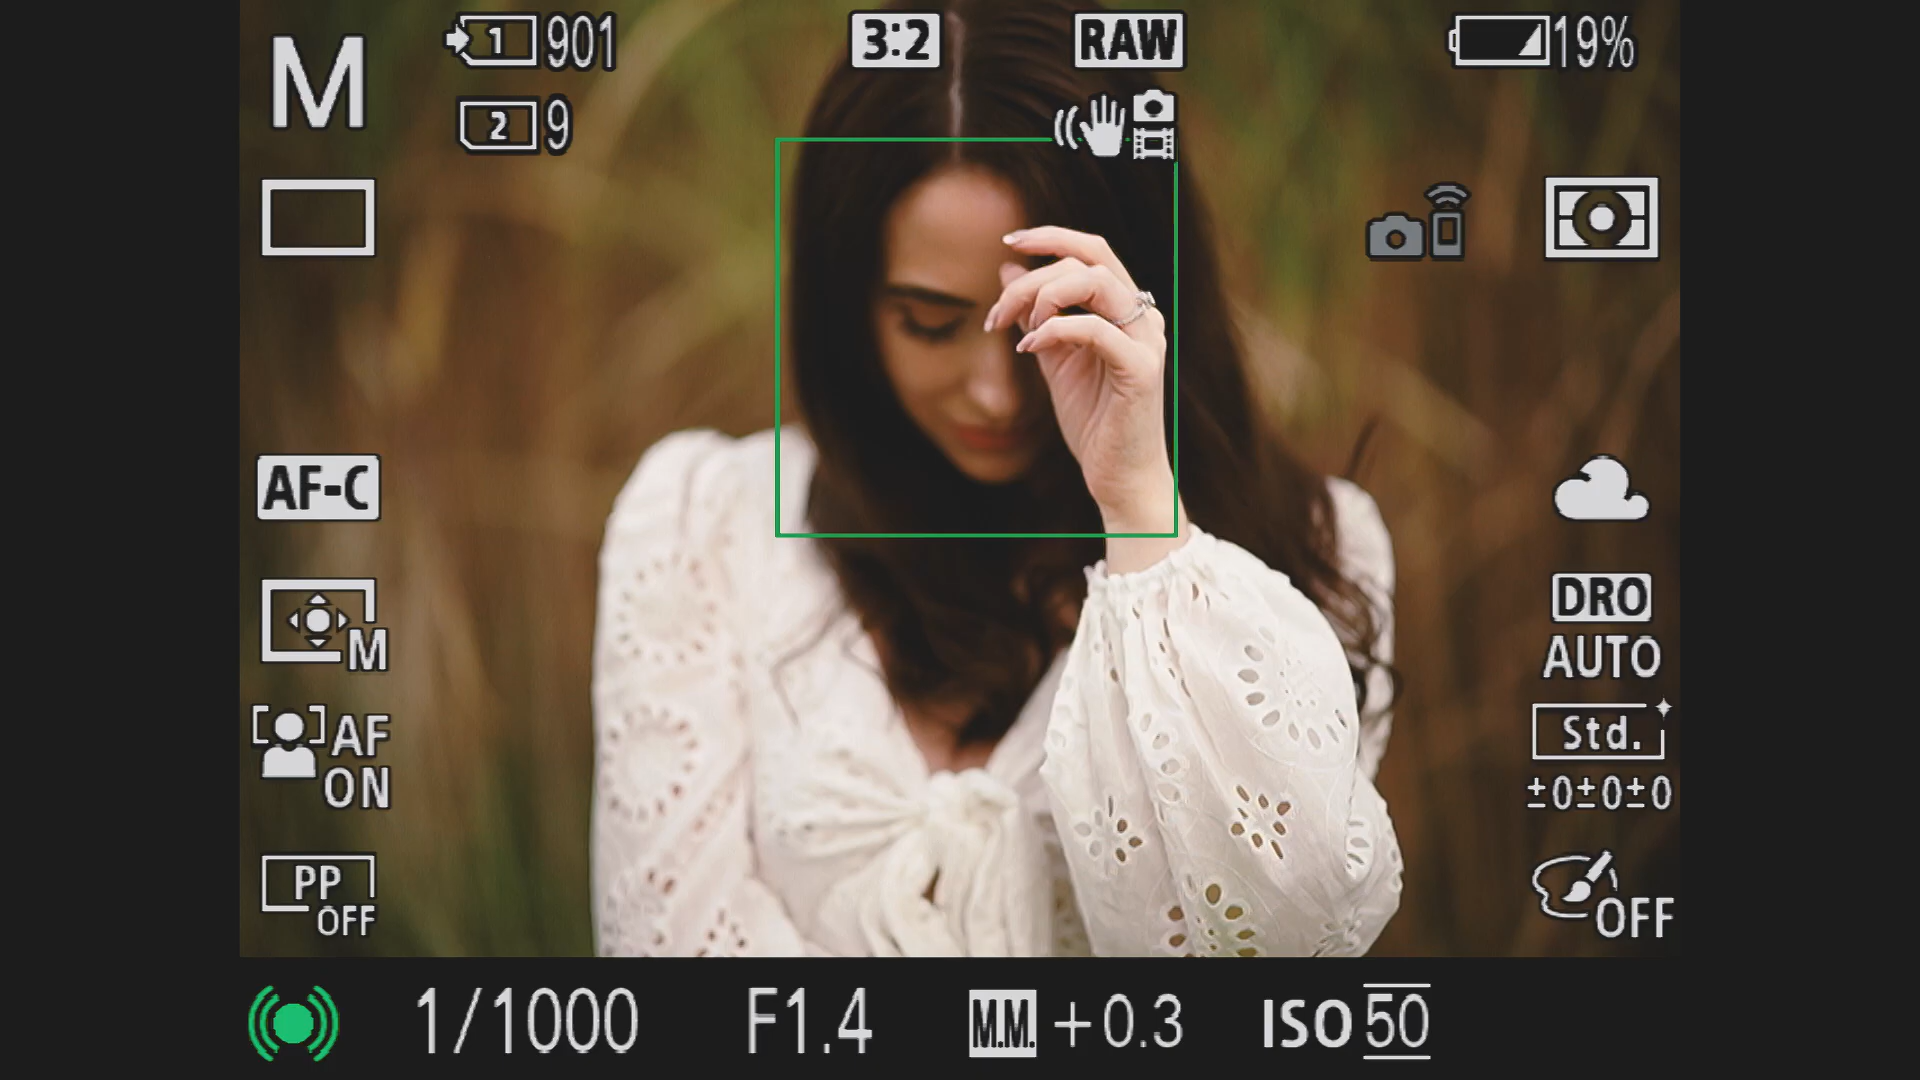 M
1 901
3:2
RAW
19%
2 9
AF-C
M
DRO
AUTO
AF
ON
Std.
±0±0±0
PP
OFF
OFF
1/1000
F1.4
M.M. +0.3
ISO 50